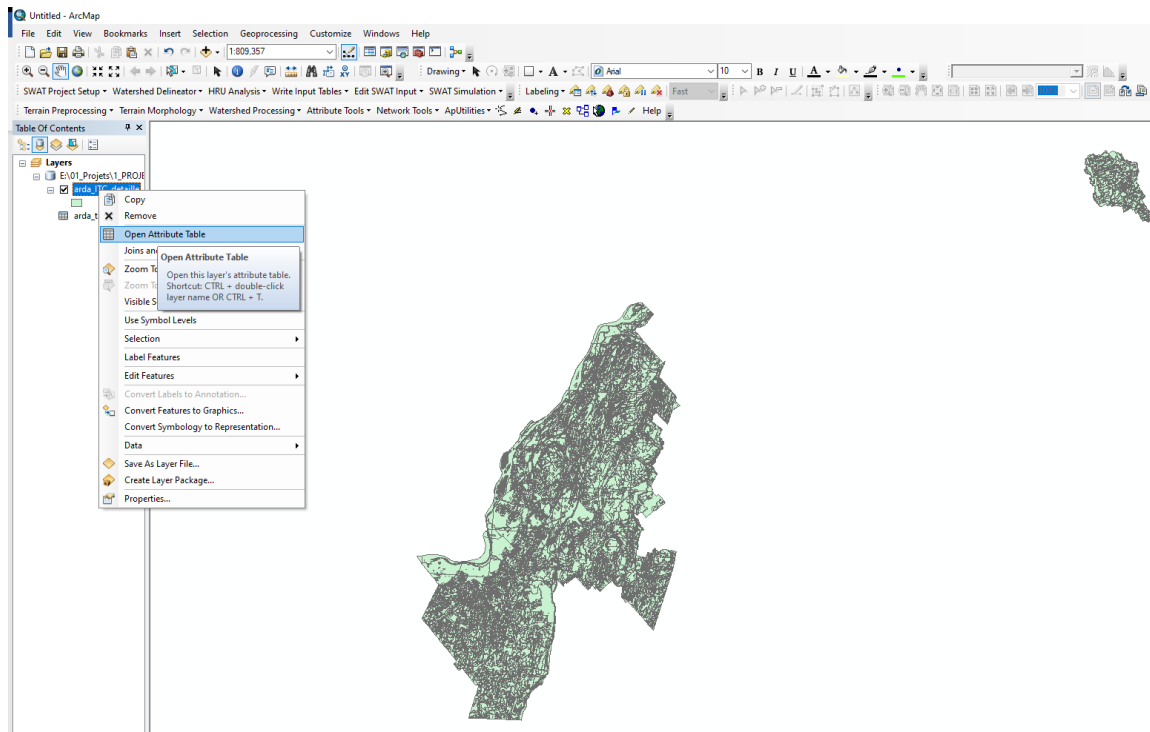 Untitled - ArcMap
File Edit View Bookmarks Insert Selection Geoprocessing Customize Windows Help
1:809,357
Drawing A Arial 10 B I U A
SWAT Project Setup Watershed Delineator HRU Analysis Write Input Tables Edit SWAT Input SWAT Simulation Labeling Fast
Terrain Preprocessing Terrain Morphology Watershed Processing Attribute Tools Network Tools ApUtilities Help
Table Of Contents
Layers
E:\01_Projets\1_PROJE
arda_ITC_detaille
arda_t
Copy
Remove
Open Attribute Table
Joins an
Zoom To
Zoom To
Visible S
Use Symbol Levels
Selection
Label Features
Edit Features
Convert Labels to Annotation...
Convert Features to Graphics...
Convert Symbology to Representation...
Data
Save As Layer File...
Create Layer Package...
Properties...
Open Attribute Table
Open this layer's attribute table.
Shortcut: CTRL + double-click
layer name OR CTRL + T.